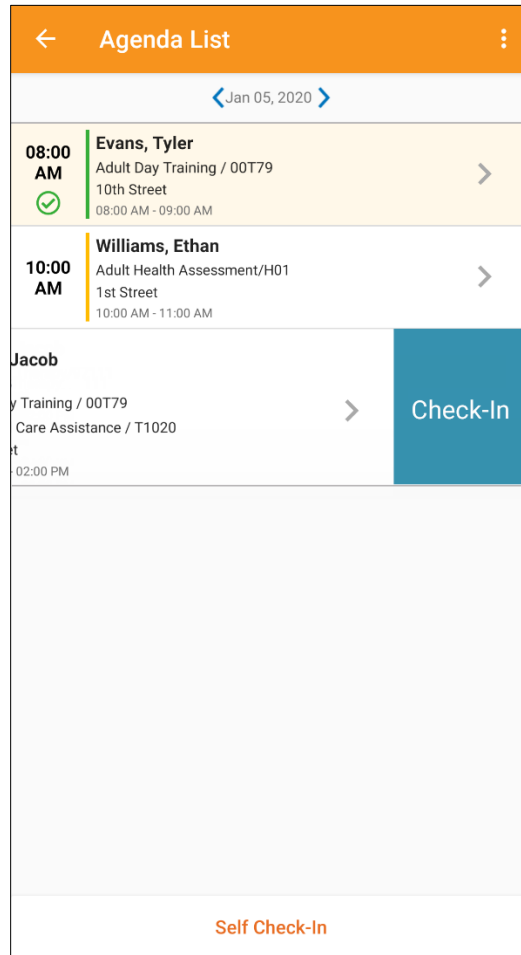 Agenda List
Jan 05, 2020
08:00
AM
Evans, Tyler
Adult Day Training / 00T79
10th Street
08:00 AM - 09:00 AM
10:00
AM
Williams, Ethan
Adult Health Assessment/H01
1st Street
10:00 AM - 11:00 AM
Jacob
y Training / 00T79
Care Assistance / T1020
et
- 02:00 PM
Check-In
Self Check-In